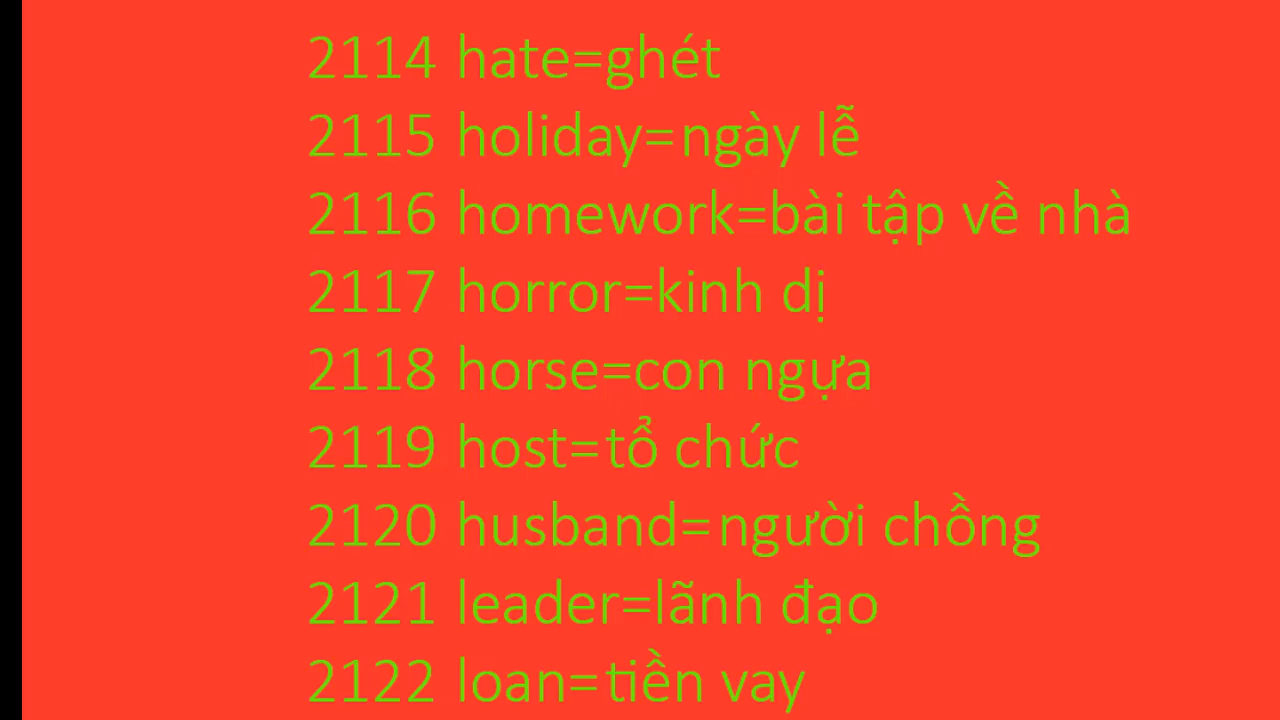 2114 hate=ghét
2115 holiday=ngày lễ
2116 homework=bài tập về nhà
2117 horror=kinh dị
2118 horse=con ngựa
2119 host=tổ chức
2120 husband=người chồng
2121 leader=lãnh đạo
2122 loan=tiền vay